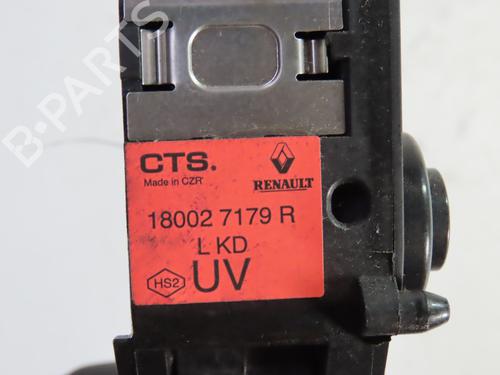 CTS.
Made in CZR
RENAULT
18002 7179 R
L KD
HS2
UV
B-PARTS